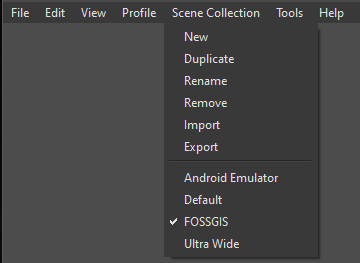 File Edit View Profile Scene Collection Tools Help
New
Duplicate
Rename
Remove
Import
Export
Android Emulator
Default
FOSSGIS
Ultra Wide